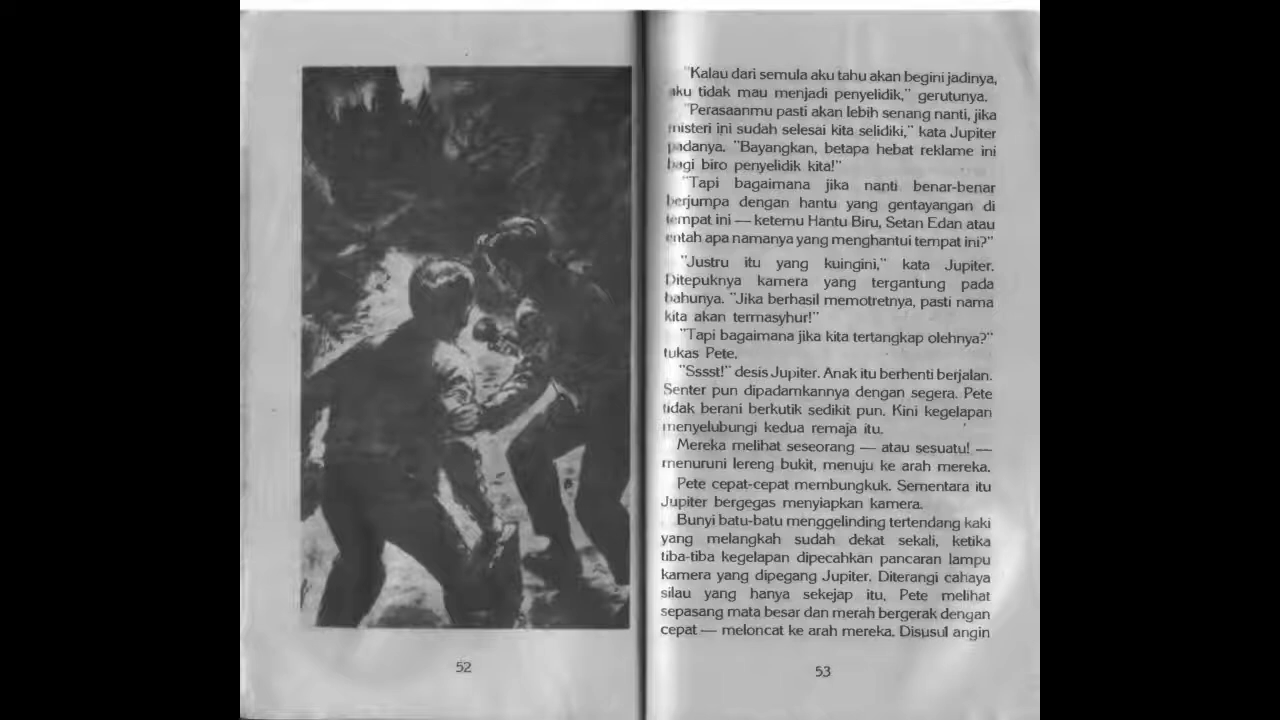 52
"Kalau dari semula aku tahu akan begini jadinya,
aku tidak mau menjadi penyelidik," gerutunya.
"Perasaanmu pasti akan lebih senang nanti, jika
misteri ini sudah selesai kita selidiki," kata Jupiter
padanya. "Bayangkan, betapa hebat reklame ini
bagi biro penyelidik kita!"
"Tapi bagaimana jika nanti benar-benar
berjumpa dengan hantu yang gentayangan di
tempat ini — ketemu Hantu Biru, Setan Edan atau
entah apa namanya yang menghantui tempat ini?"
"Justru itu yang kuingini," kata Jupiter.
Ditepuknya kamera yang tergantung pada
bahunya. "Jika berhasil memotretnya, pasti nama
kita akan termasyhur!"
"Tapi bagaimana jika kita tertangkap olehnya?"
tukas Pete.
"Sssst!" desis Jupiter. Anak itu berhenti berjalan.
Senter pun dipadamkannya dengan segera. Pete
tidak berani berkutik sedikit pun. Kini kegelapan
menyelubungi kedua remaja itu.
Mereka melihat seseorang — atau sesuatu! —
menuruni lereng bukit, menuju ke arah mereka.
Pete cepat-cepat membungkuk. Sementara itu
Jupiter bergegas menyiapkan kamera.
Bunyi batu-batu menggelinding tertendang kaki
yang melangkah sudah dekat sekali, ketika
tiba-tiba kegelapan dipecahkan pancaran lampu
kamera yang dipegang Jupiter. Diterangi cahaya
silau yang hanya sekejap itu, Pete melihat
sepasang mata besar dan merah bergerak dengan
cepat — meloncat ke arah mereka. Disusul angin
53